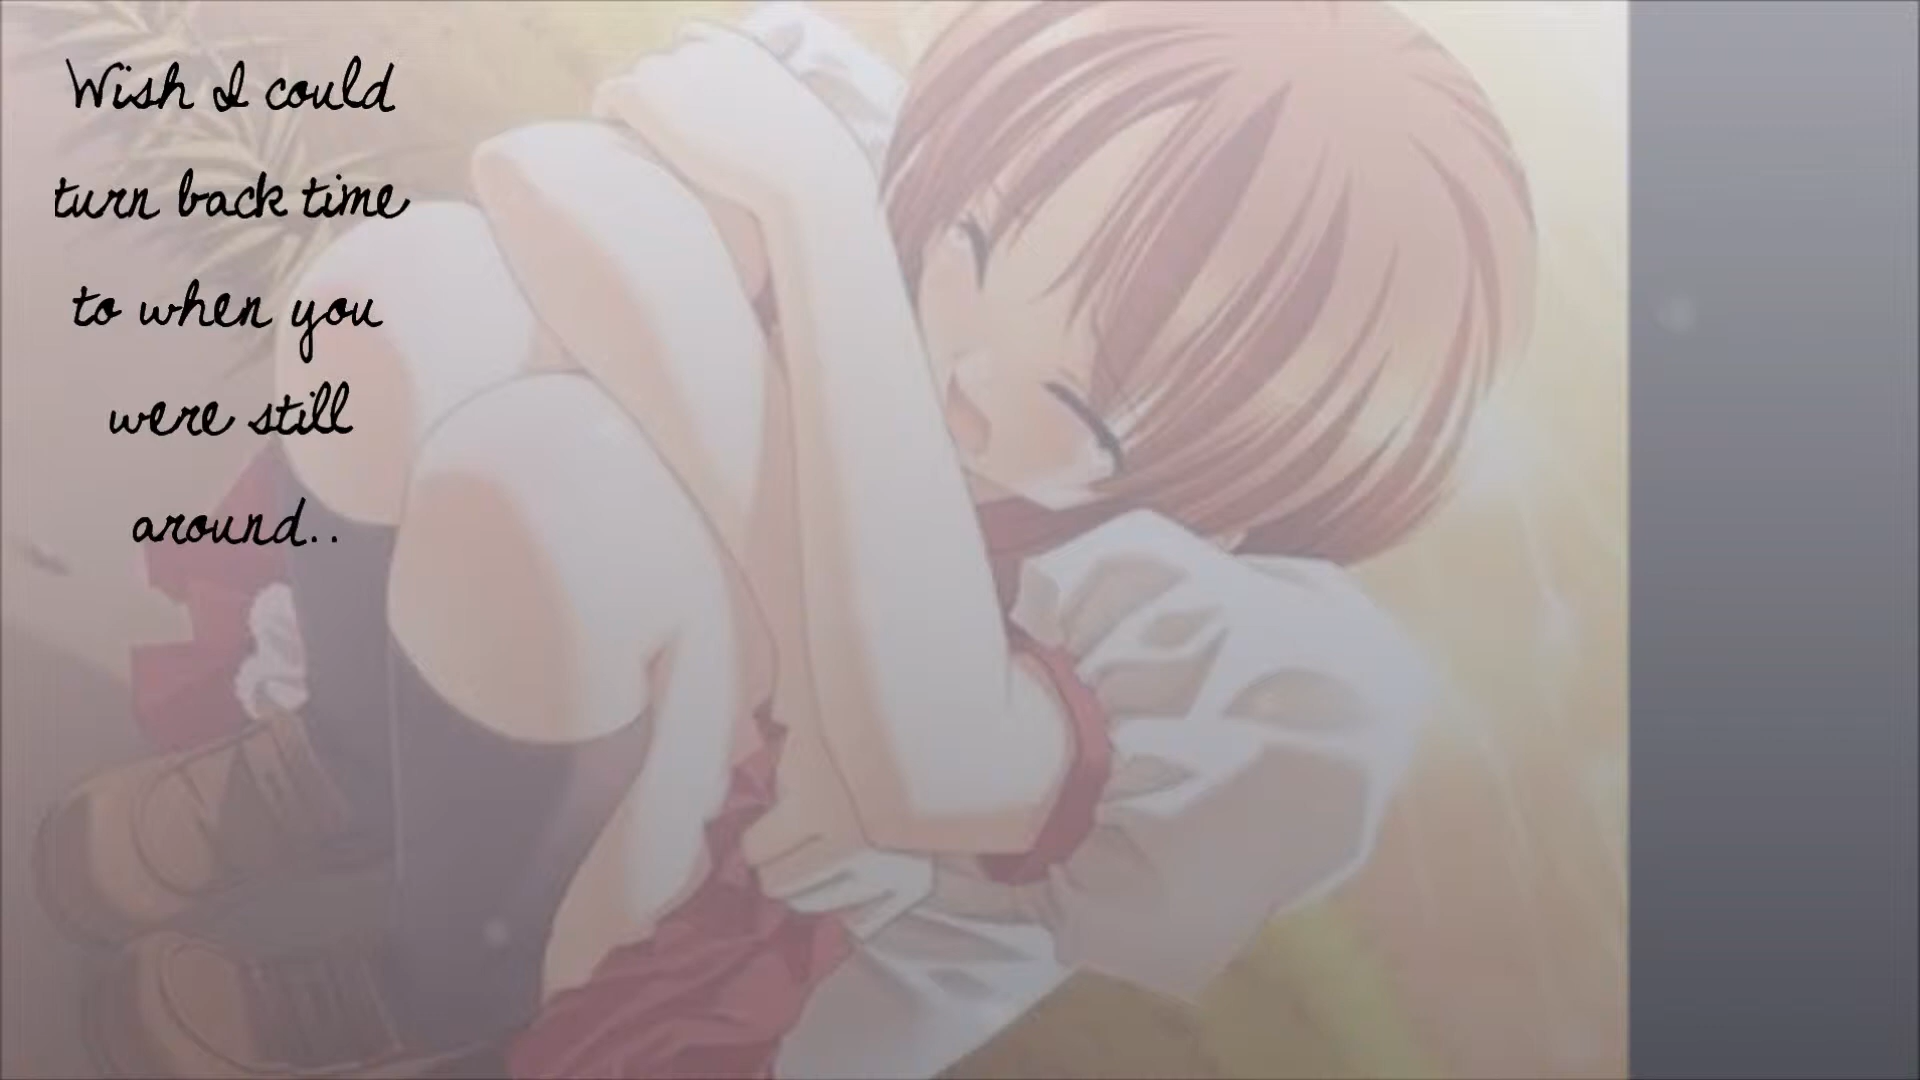 Wish I could
turn back time
to when you
were still
around..